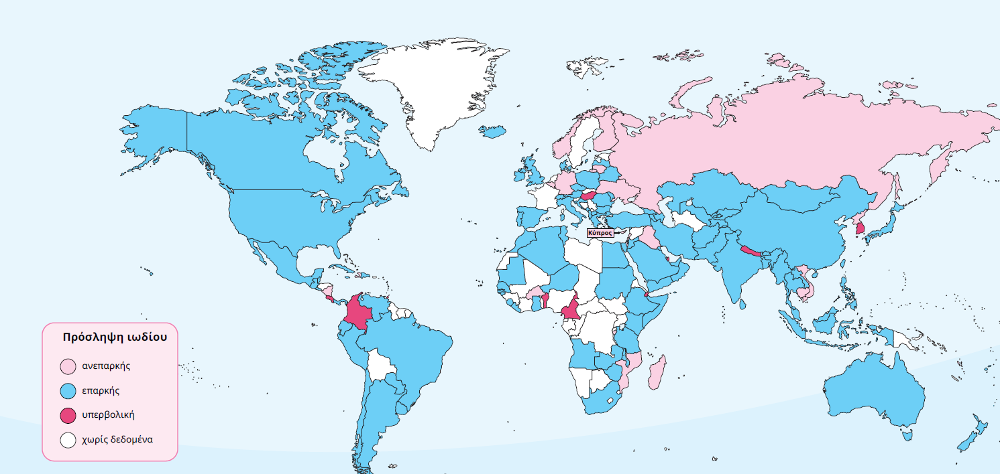 Κύπρος
Πρόσληψη ιωδίου
ανεπαρκής
επαρκής
υπερβολική
χωρίς δεδομένα